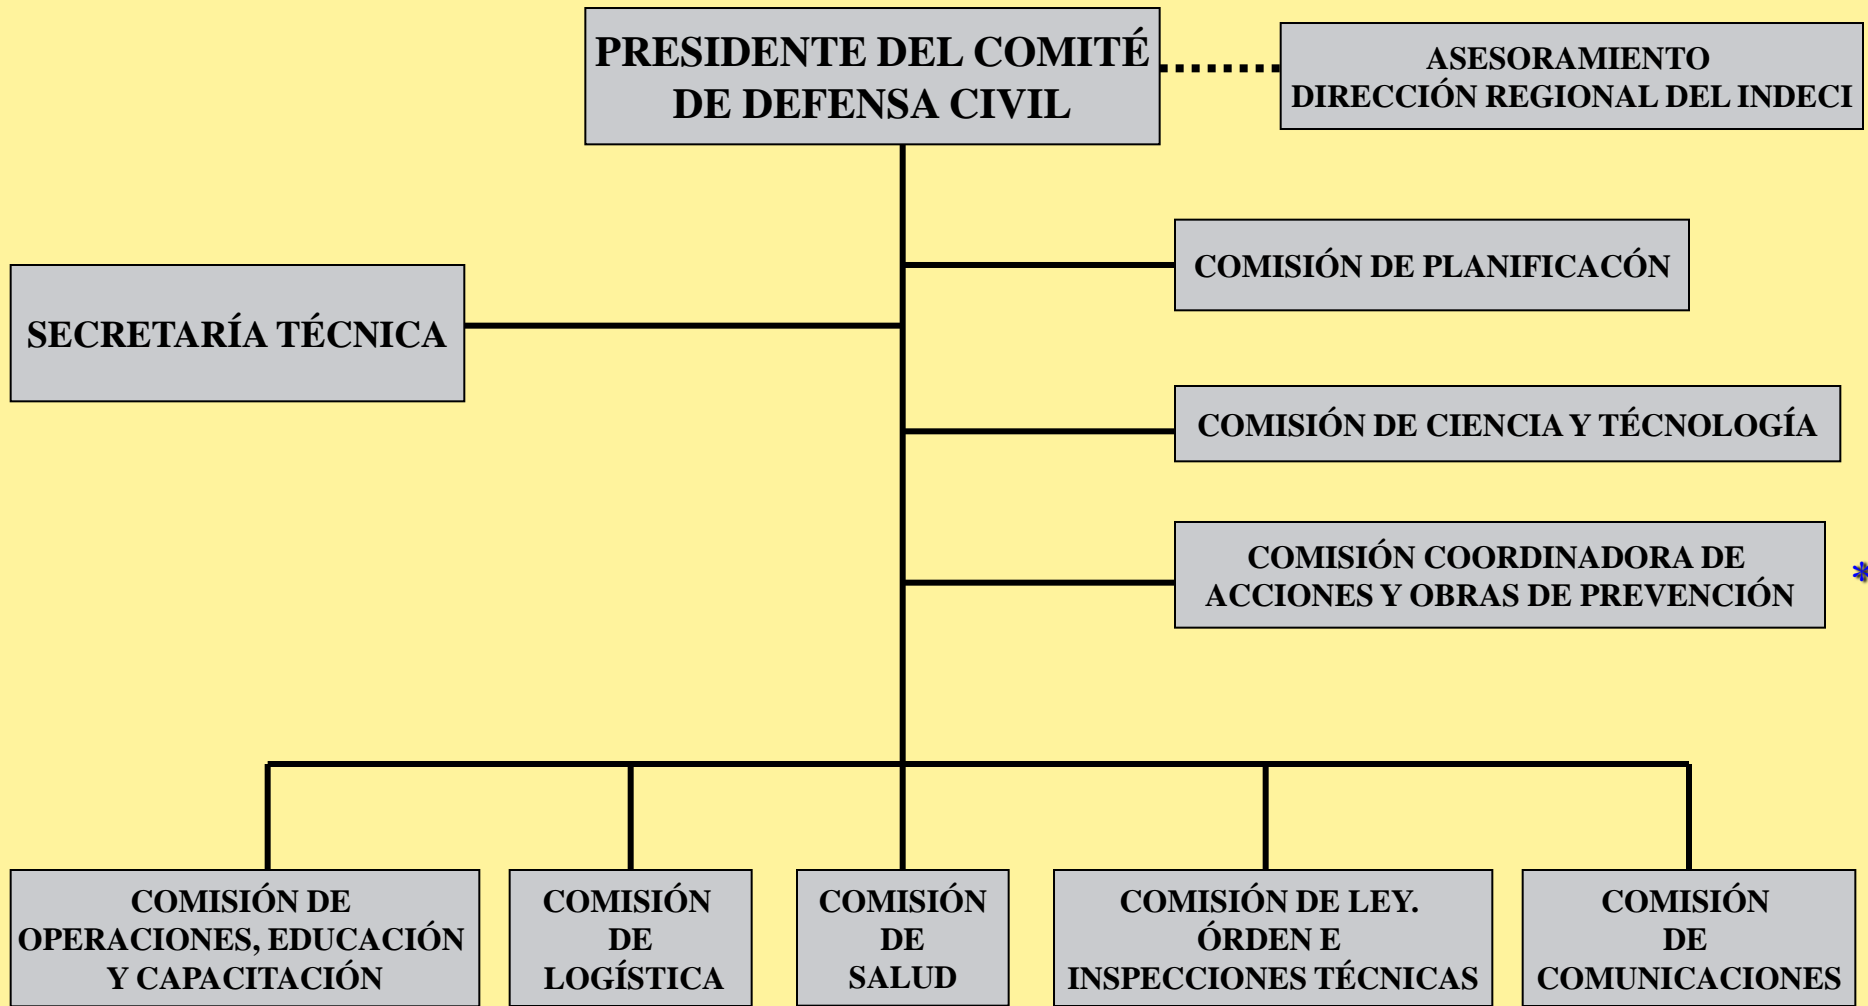 PRESIDENTE DEL COMITÉ
DE DEFENSA CIVIL
ASESORAMIENTO
DIRECCIÓN REGIONAL DEL INDECI
COMISIÓN DE PLANIFICACÓN
SECRETARÍA TÉCNICA
COMISIÓN DE CIENCIA Y TÉCNOLOGÍA
COMISIÓN COORDINADORA DE
ACCIONES Y OBRAS DE PREVENCIÓN
*
COMISIÓN DE
OPERACIONES, EDUCACIÓN
Y CAPACITACIÓN
COMISIÓN
DE
LOGÍSTICA
COMISIÓN
DE
SALUD
COMISIÓN DE LEY.
ÓRDEN E
INSPECCIONES TÉCNICAS
COMISIÓN
DE
COMUNICACIONES